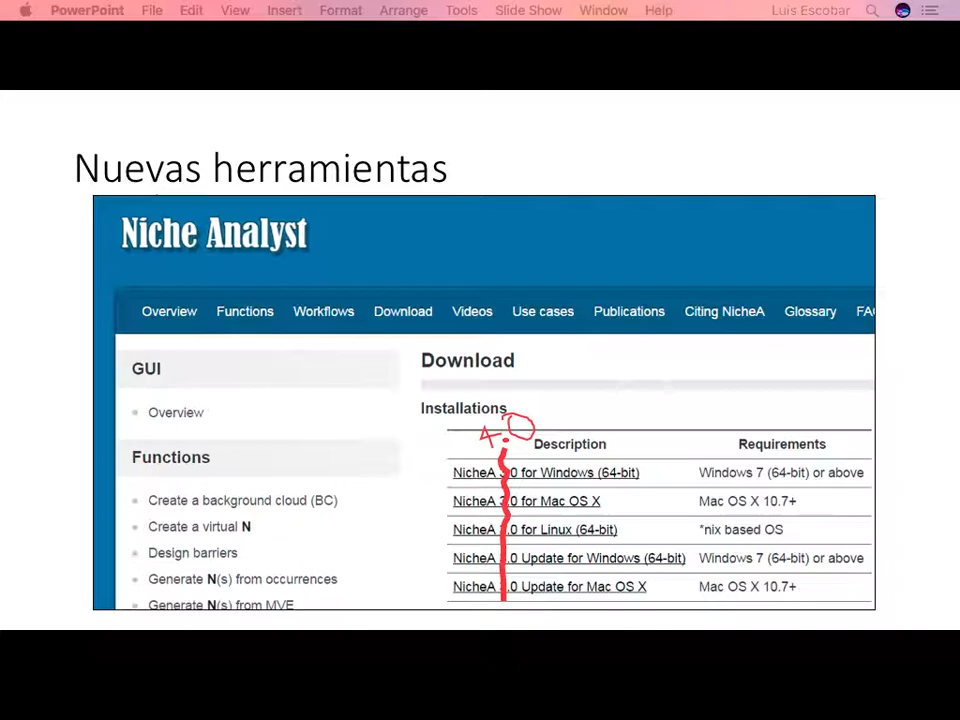 PowerPoint File Edit View Insert Format Arrange Tools Slide Show Window Help Luis Escobar
Nuevas herramientas
Niche Analyst
Overview Functions Workflows Download Videos Use cases Publications Citing NicheA Glossary FAQ
GUI
Overview
Functions
Create a background cloud (BC)
Create a virtual N
Design barriers
Generate N(s) from occurrences
Generate N(s) from MVE
Download
Installations
4.0
Description Requirements
NicheA 3.0 for Windows (64-bit) Windows 7 (64-bit) or above
NicheA 3.0 for Mac OS X Mac OS X 10.7+
NicheA .0 for Linux (64-bit) *nix based OS
NicheA .0 Update for Windows (64-bit) Windows 7 (64-bit) or above
NicheA .0 Update for Mac OS X Mac OS X 10.7+